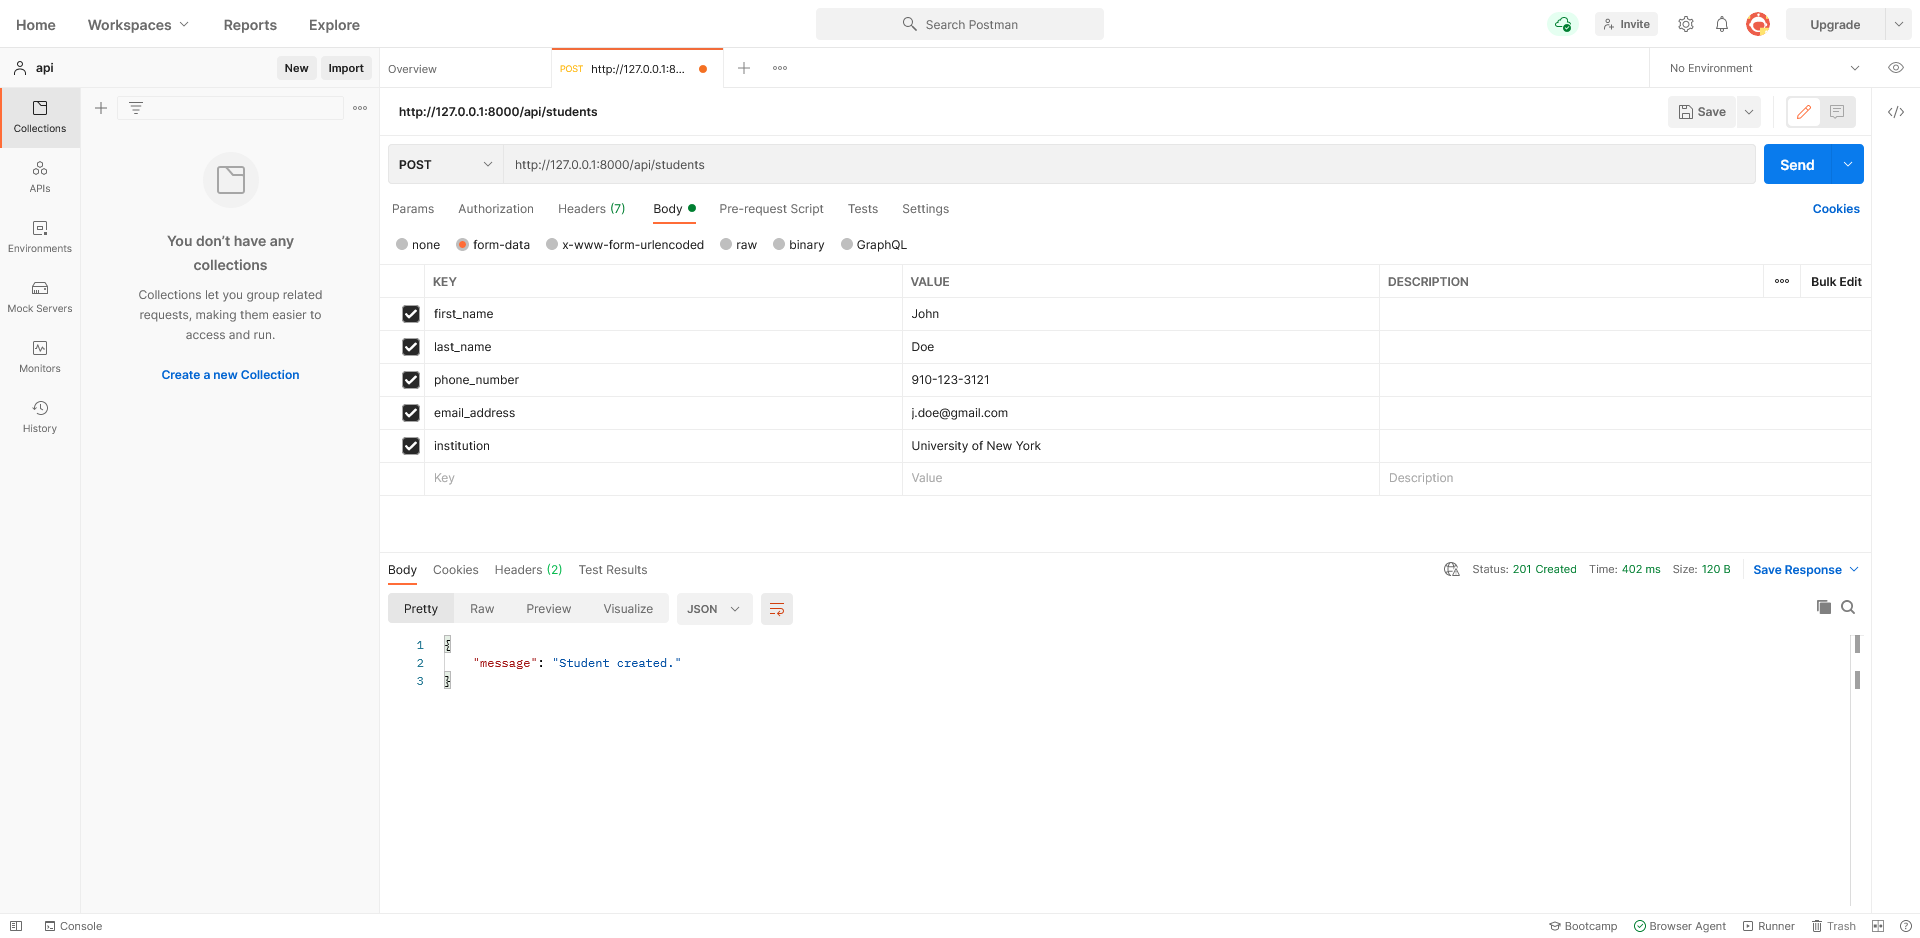 Home Workspaces Reports Explore Search Postman Invite Upgrade
api New Import Overview POST http://127.0.0.1:8... No Environment
http://127.0.0.1:8000/api/students Save
Collections
APIs
Environments
Mock Servers
Monitors
History
You don't have any
collections
Collections let you group related
requests, making them easier to
access and run.
Create a new Collection
POST http://127.0.0.1:8000/api/students Send
Params Authorization Headers (7) Body Pre-request Script Tests Settings Cookies
none form-data x-www-form-urlencoded raw binary GraphQL
KEY VALUE DESCRIPTION Bulk Edit
first_name John
last_name Doe
phone_number 910-123-3121
email_address j.doe@gmail.com
institution University of New York
Key Value Description
Body Cookies Headers (2) Test Results Status: 201 Created Time: 402 ms Size: 120 B Save Response
Pretty Raw Preview Visualize JSON
1 {
2 "message": "Student created."
3 }
Console Bootcamp Browser Agent Runner Trash